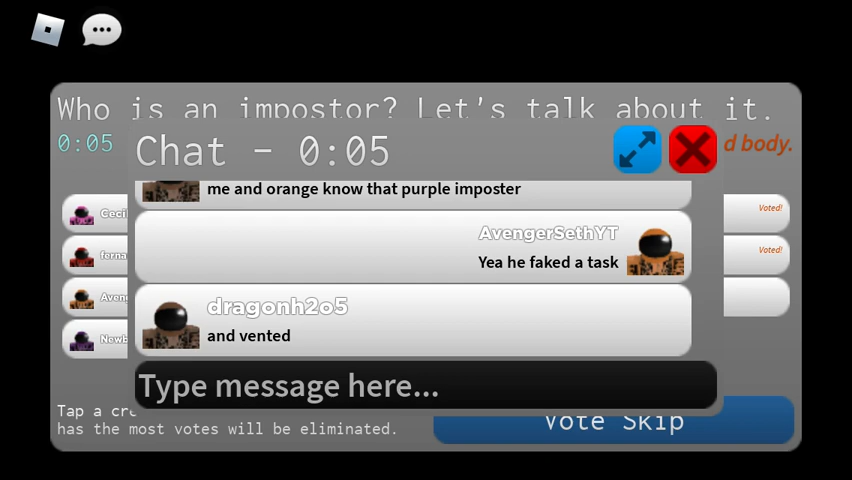 Who is an impostor? Let's talk about it.
0:05
d body.
Chat - 0:05
me and orange know that purple imposter
Voted!
AvengerSethYT
Yea he faked a task
Voted!
dragonh2o5
and vented
Type message here...
Tap a cr
has the most votes will be eliminated.
Vote Skip